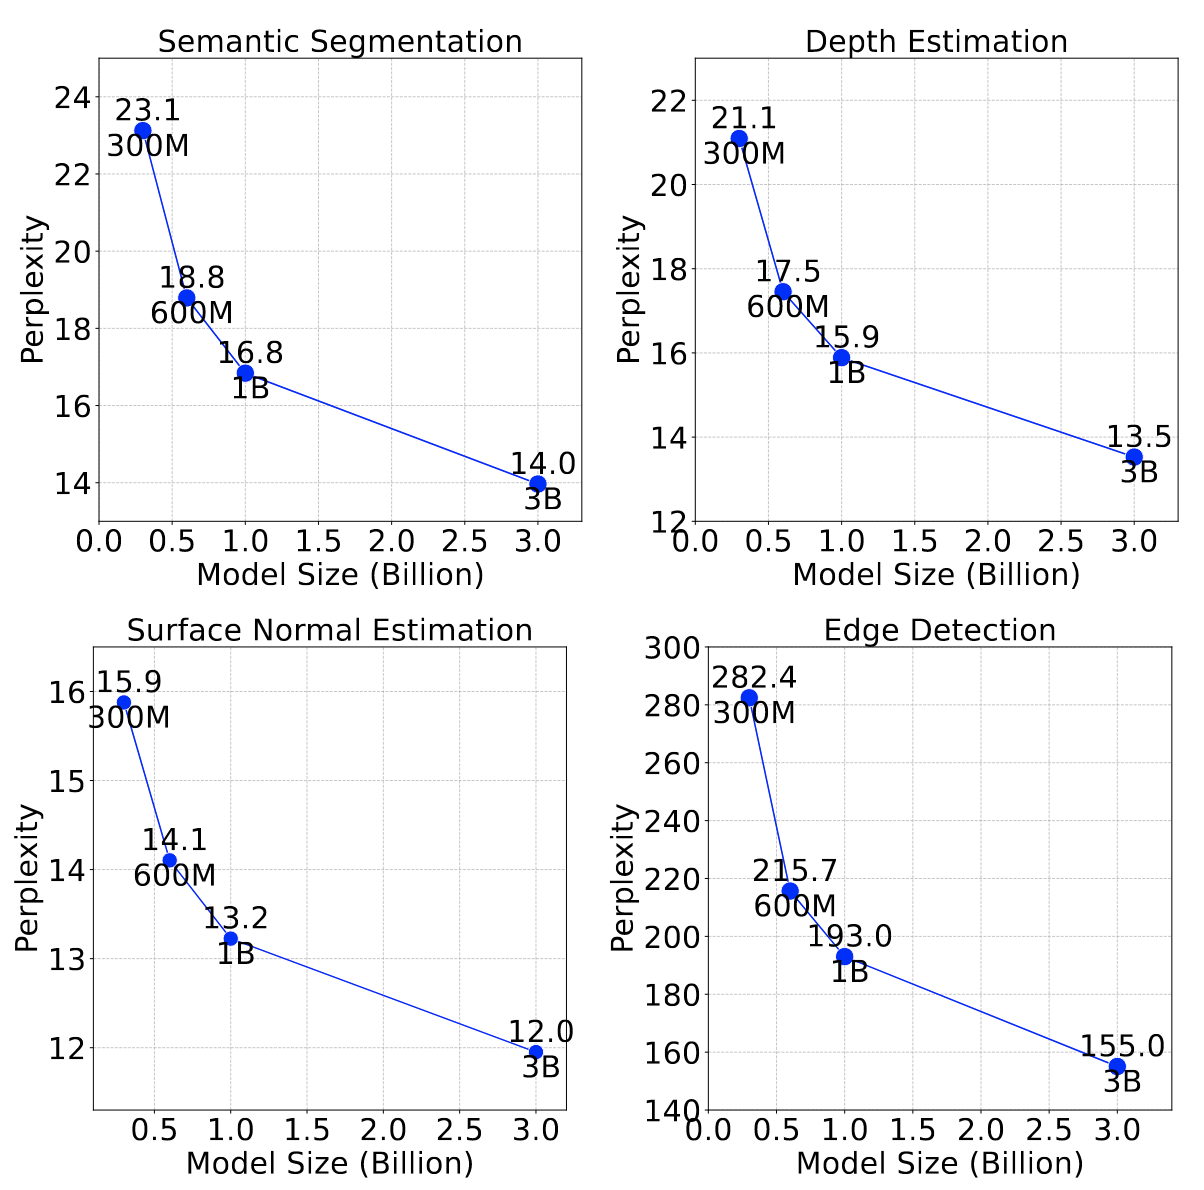 Semantic Segmentation
Perplexity
24
22
20
18
16
14
23.1
300M
18.8
600M
16.8
1B
14.0
3B
0.0 0.5 1.0 1.5 2.0 2.5 3.0
Model Size (Billion)
Depth Estimation
Perplexity
22
20
18
16
14
12
21.1
300M
17.5
600M
15.9
1B
13.5
3B
0.0 0.5 1.0 1.5 2.0 2.5 3.0
Model Size (Billion)
Surface Normal Estimation
Perplexity
16
15
14
13
12
15.9
300M
14.1
600M
13.2
1B
12.0
3B
0.5 1.0 1.5 2.0 2.5 3.0
Model Size (Billion)
Edge Detection
Perplexity
300
280
260
240
220
200
180
160
140
282.4
300M
215.7
600M
193.0
1B
155.0
3B
0.0 0.5 1.0 1.5 2.0 2.5 3.0
Model Size (Billion)